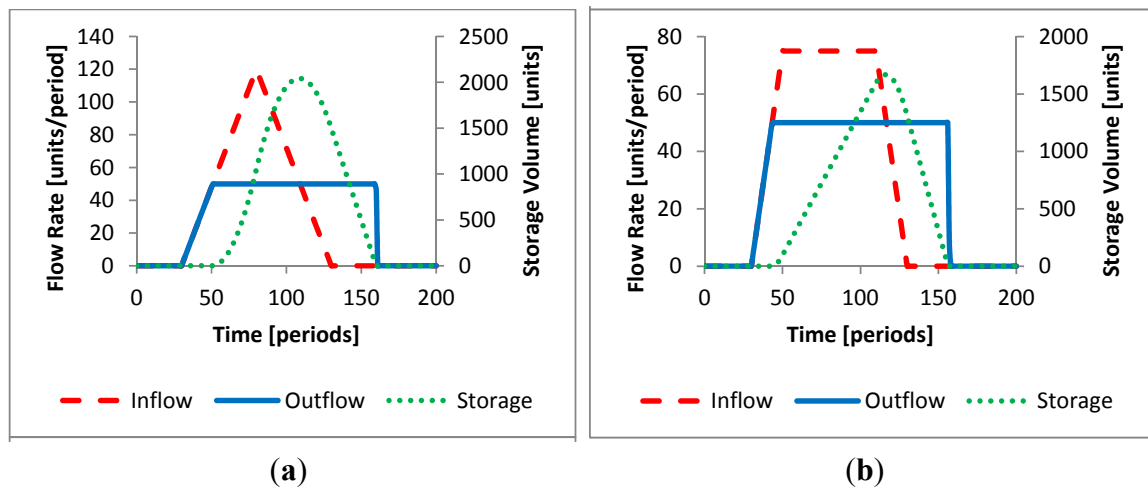 140
120
100
80
60
40
20
0
Flow Rate [units/period]
2500
2000
1500
1000
500
0
Storage Volume [units]
0 50 100 150 200
Time [periods]
Inflow Outflow Storage
(a)
80
60
40
20
0
Flow Rate [units/period]
2000
1500
1000
500
0
Storage Volume [units]
0 50 100 150 200
Time [periods]
Inflow Outflow Storage
(b)